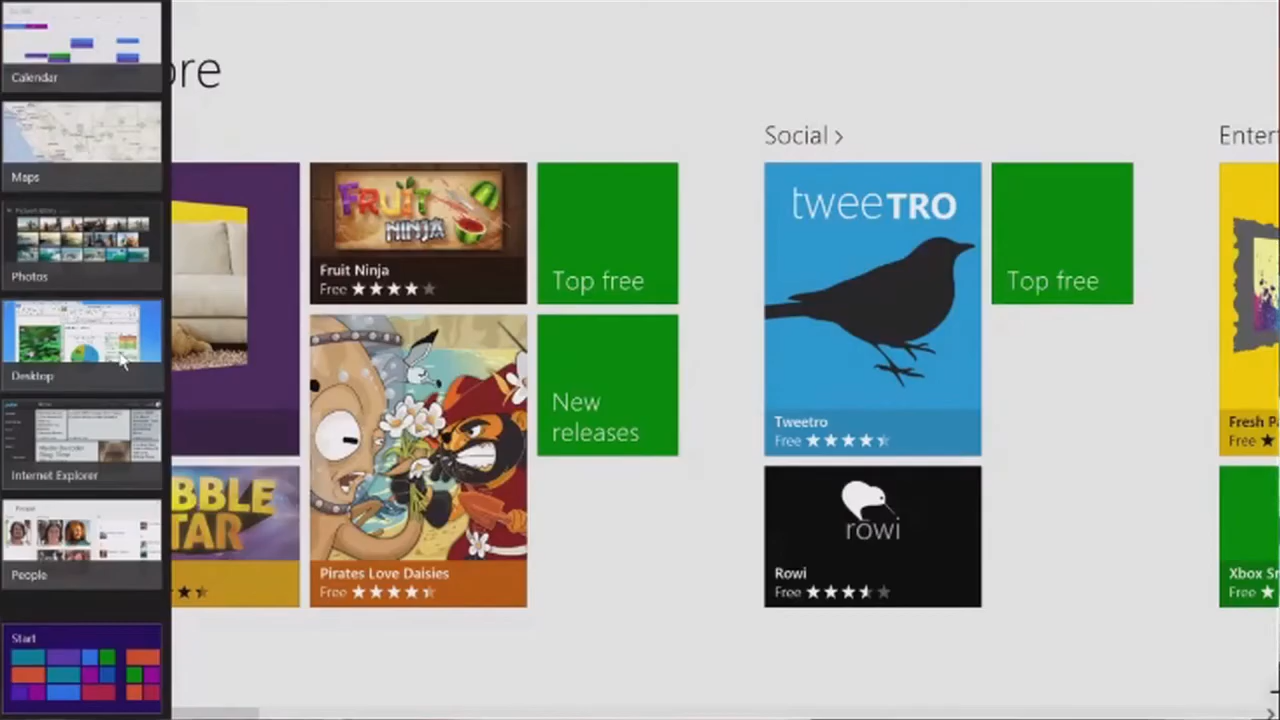 Calendar
Maps
Photos
Desktop
Internet Explorer
People
Start
ore
BBLE
TAR
FRUIT
NINJA
Fruit Ninja
Free
Top free
New
releases
Pirates Love Daisies
Free
Social >
tweeTRO
Tweetro
Free
rowi
Rowi
Free
Top free
Enter
Fresh P
Free
Xbox Sm
Free